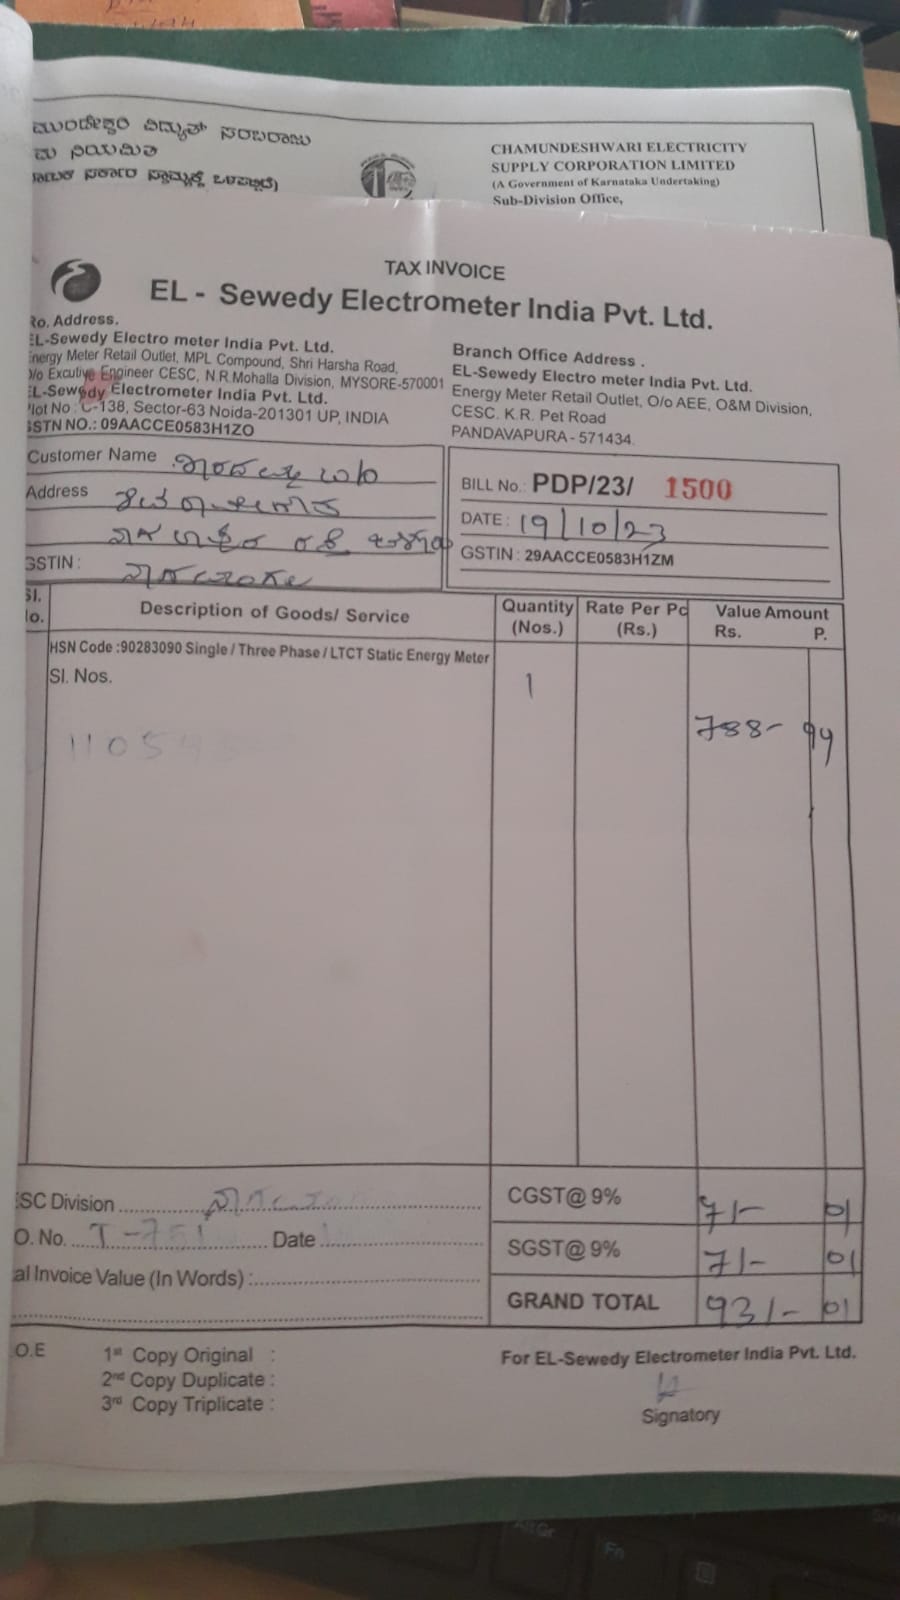 ವಿದ್ಯುತ್ ಸರಬರಾಜು
CHAMUNDESHWARI ELECTRICITY
SUPPLY CORPORATION LIMITED
(A Government of Karnataka Undertaking)
Sub-Division Office,
TAX INVOICE
EL - Sewedy Electrometer India Pvt. Ltd.
Ro. Address.
EL-Sewedy Electro meter India Pvt. Ltd.
Energy Meter Retail Outlet, MPL Compound, Shri Harsha Road,
O/o Excutive Engineer CESC, N.R.Mohalla Division, MYSORE-570001
EL-Sewedy Electrometer India Pvt. Ltd.
Plot No : C-138, Sector-63 Noida-201301 UP, INDIA
GSTN NO.: 09AACCE0583H1ZO
Branch Office Address .
EL-Sewedy Electro meter India Pvt. Ltd.
Energy Meter Retail Outlet, O/o AEE, O&M Division,
CESC. K.R. Pet Road
PANDAVAPURA - 571434.
Customer Name
Address
GSTIN :
BILL No.: PDP/23/ 1500
DATE : 19/10/23
GSTIN : 29AACCE0583H1ZM
Sl. No. Description of Goods/ Service Quantity (Nos.) Rate Per Pc (Rs.) Value Amount Rs. P.
HSN Code :90283090 Single / Three Phase / LTCT Static Energy Meter
Sl. Nos. 1
788- 99
CESC Division
O. No. T-751 Date
al Invoice Value (In Words) :
CGST@ 9% 71/- 01
SGST@ 9% 71/- 01
GRAND TOTAL 931/- 01
.O.E
1st Copy Original :
2nd Copy Duplicate :
3rd Copy Triplicate :
For EL-Sewedy Electrometer India Pvt. Ltd.
Signatory
AltGr
Fn